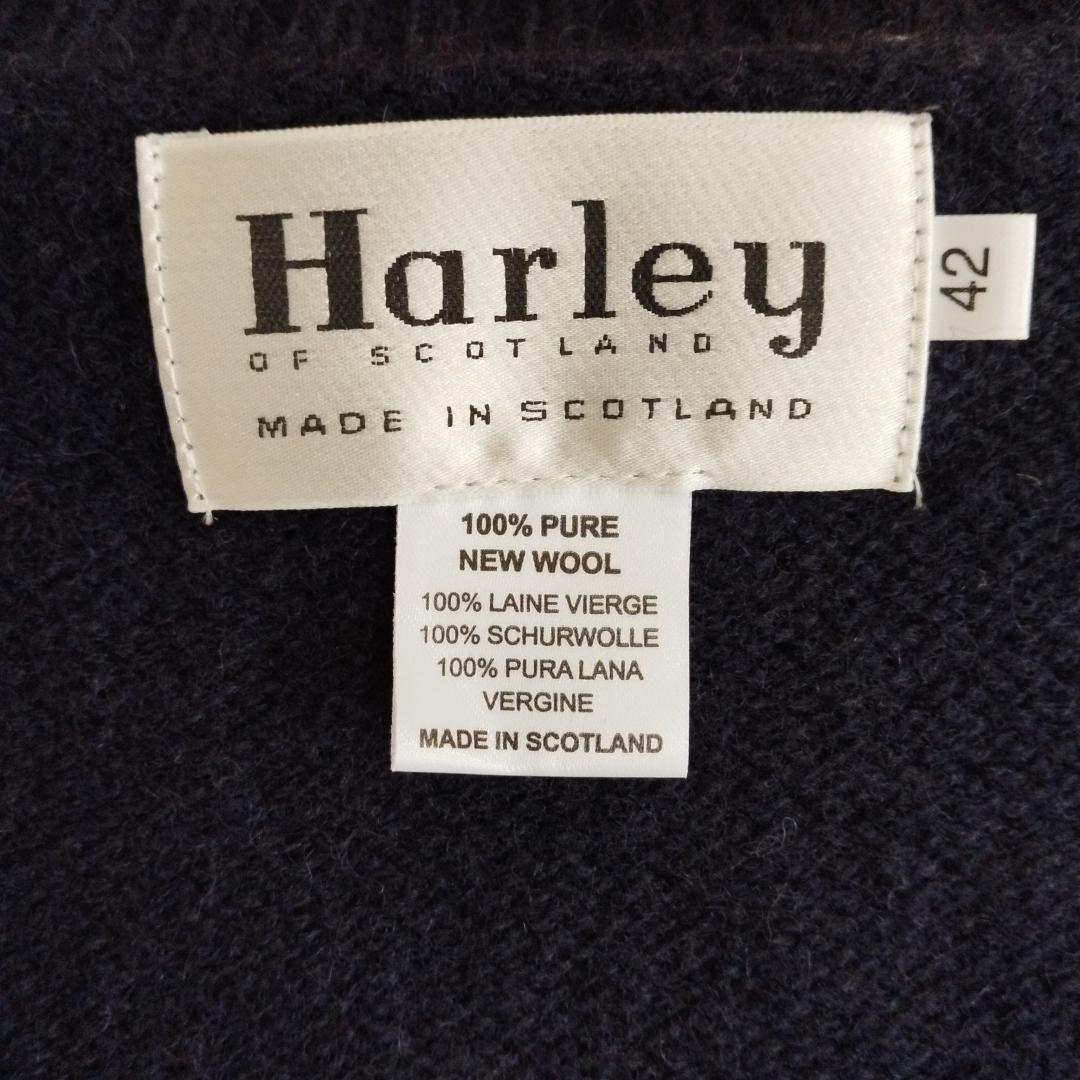 Harley
OF SCOTLAND
MADE IN SCOTLAND
42
100% PURE
NEW WOOL
100% LAINE VIERGE
100% SCHURWOLLE
100% PURA LANA
VERGINE
MADE IN SCOTLAND